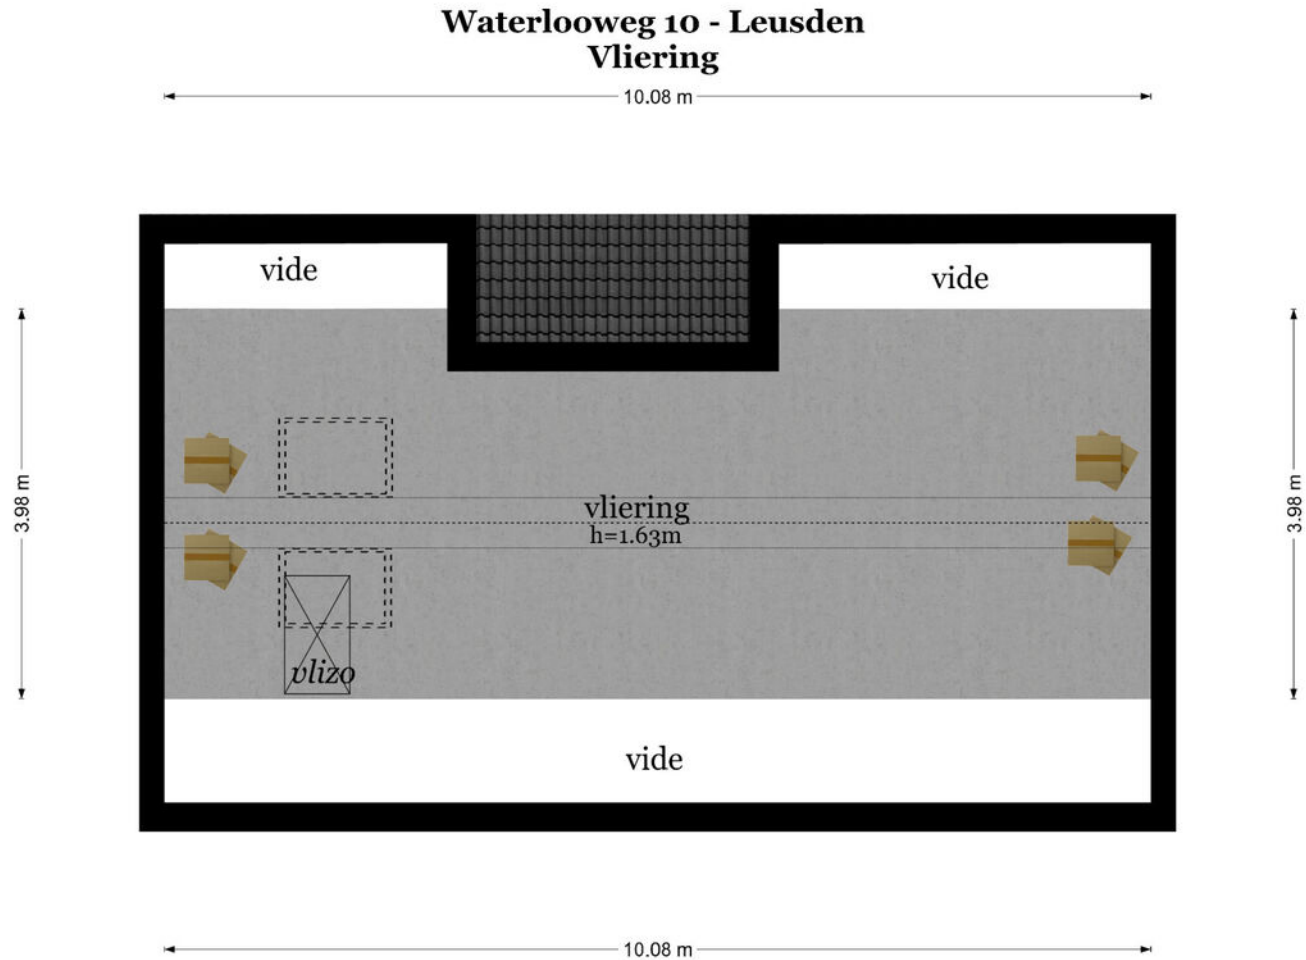 Waterlooweg 10 - Leusden
Vliering
10.08 m
vide
vide
3.98 m
3.98 m
vliering
h=1.63m
vlizo
vide
10.08 m